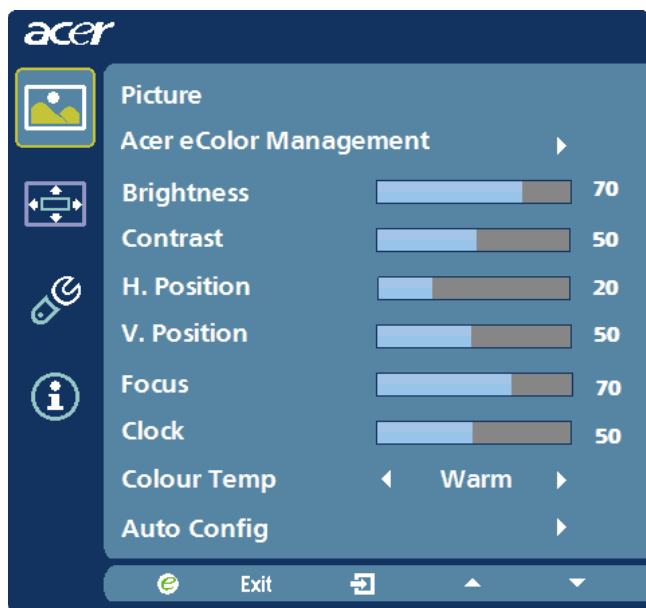 acer
Picture
Acer eColor Management
Brightness 70
Contrast 50
H. Position 20
V. Position 50
Focus 70
Clock 50
Colour Temp Warm
Auto Config
e Exit